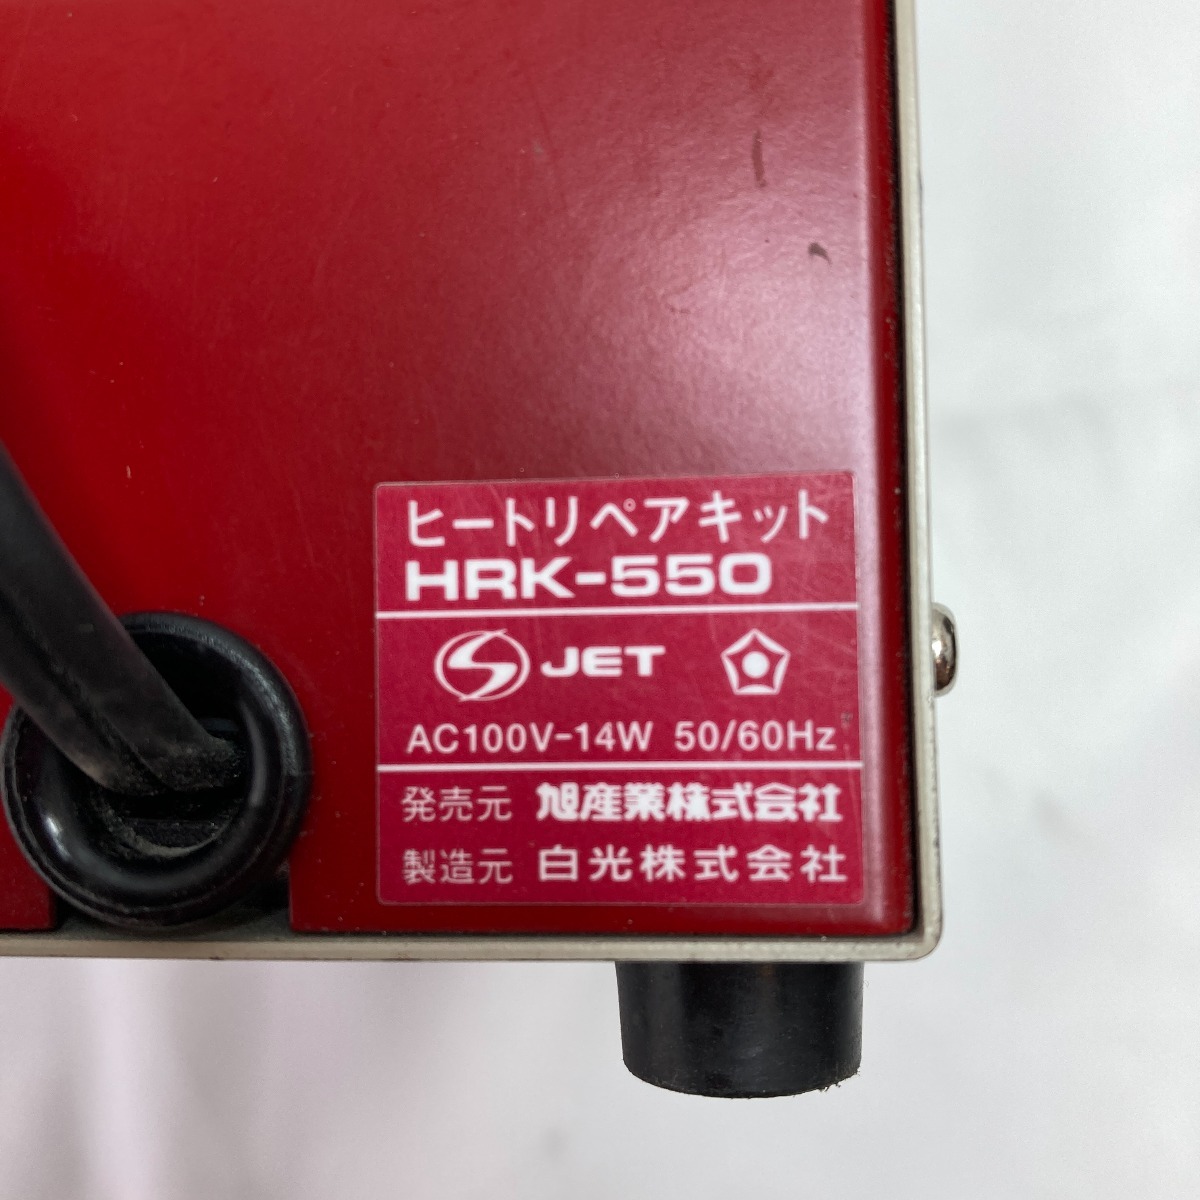 ヒートリペアキット
HRK-550
JET
AC100V-14W 50/60Hz
発売元 旭産業株式会社
製造元 白光株式会社